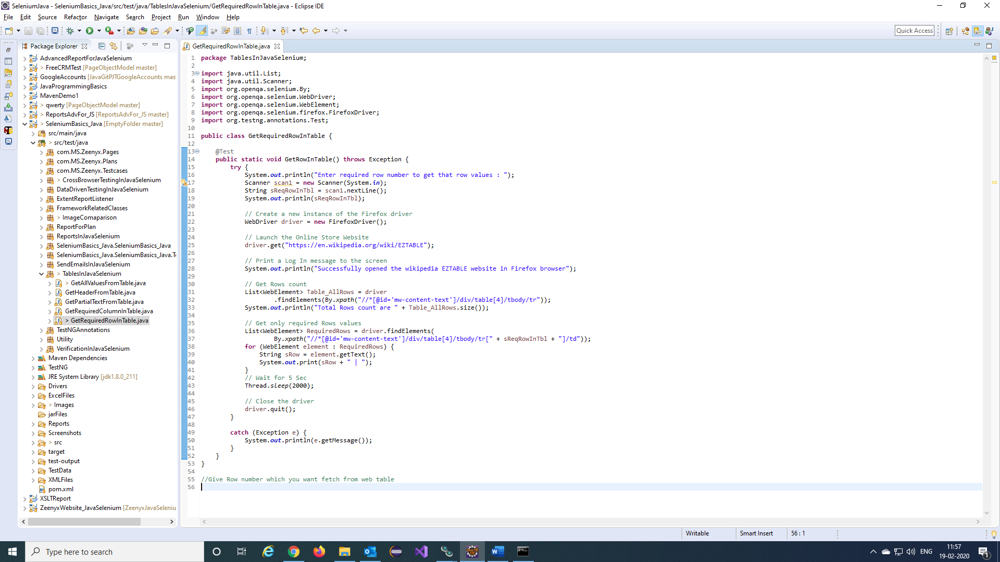 SeleniumJava - SeleniumBasics_Java/src/test/java/TablesInJavaSelenium/GetRequiredRowInTable.java - Eclipse IDE
File Edit Source Refactor Navigate Search Project Run Window Help
Quick Access
Package Explorer
AdvancedReportForJavaSelenium
> FreeCRMTest [PageObjectModel master]
GoogleAccounts [JavaGitPJTGoogleAccounts mas
JavaProgrammingBasics
MavenDemo1
> qwerty [PageObjectModel master]
> ReportsAdvFor_JS [ReportsAdvFor_JS master]
> SeleniumBasics_Java [EmptyFolder master]
src/main/java
> src/test/java
com.MS.Zeenyx.Pages
com.MS.Zeenyx.Plans
com.MS.Zeenyx.Testcases
> CrossBrowserTestingInJavaSelenium
DataDrivenTestingInJavaSelenium
ExtentReportListener
FrameworkRelatedClasses
> ImageComaparison
ReportForPlan
ReportsInJavaSelenium
SeleniumBasics_Java.SeleniumBasics_Java
SeleniumBasics_Java.SeleniumBasics_Java.T
SendEmailsInJavaSelenium
> TablesInJavaSelenium
> GetAllValuesFromTable.java
GetHeaderFromTable.java
GetPartialTextFromTable.java
GetRequiredColumnInTable.java
> GetRequiredRowInTable.java
TestNGAnnotations
Utility
VerificationInJavaSelenium
Maven Dependencies
TestNG
JRE System Library [jdk1.8.0_211]
Drivers
ExcelFiles
> Images
jarFiles
Reports
Screenshots
> src
target
test-output
TestData
XMLFiles
pom.xml
XSLTReport
ZeenyxWebsite_JavaSelenium [ZeenyxJavaSeleniu
GetRequiredRowInTable.java
1 package TablesInJavaSelenium;
2
3 import java.util.List;
4 import java.util.Scanner;
5 import org.openqa.selenium.By;
6 import org.openqa.selenium.WebDriver;
7 import org.openqa.selenium.WebElement;
8 import org.openqa.selenium.firefox.FirefoxDriver;
9 import org.testng.annotations.Test;
10
11 public class GetRequiredRowInTable {
12
13 @Test
14 public static void GetRowInTable() throws Exception {
15 try {
16 System.out.println("Enter required row number to get that row values : ");
17 Scanner scan1 = new Scanner(System.in);
18 String sReqRowInTbl = scan1.nextLine();
19 System.out.println(sReqRowInTbl);
20
21 // Create a new instance of the Firefox driver
22 WebDriver driver = new FirefoxDriver();
23
24 // Launch the Online Store Website
25 driver.get("https://en.wikipedia.org/wiki/EZTABLE");
26
27 // Print a Log In message to the screen
28 System.out.println("Successfully opened the wikipedia EZTABLE website in Firefox browser");
29
30 // Get Rows count
31 List<WebElement> Table_AllRows = driver
32 .findElements(By.xpath("//*[@id='mw-content-text']/div/table[4]/tbody/tr"));
33 System.out.println("Total Rows count are " + Table_AllRows.size());
34
35 // Get only required Rows values
36 List<WebElement> RequiredRows = driver.findElements(
37 By.xpath("//*[@id='mw-content-text']/div/table[4]/tbody/tr[" + sReqRowInTbl + "]/td"));
38 for (WebElement element : RequiredRows) {
39 String sRow = element.getText();
40 System.out.print(sRow + " | ");
41 }
42 // Wait for 5 Sec
43 Thread.sleep(2000);
44
45 // Close the driver
46 driver.quit();
47 }
48
49 catch (Exception e) {
50 System.out.println(e.getMessage());
51 }
52 }
53 }
54
55 //Give Row number which you want fetch from web table
56
Writable Smart Insert 56 : 1
Type here to search
ENG
11:57
19-02-2020
1